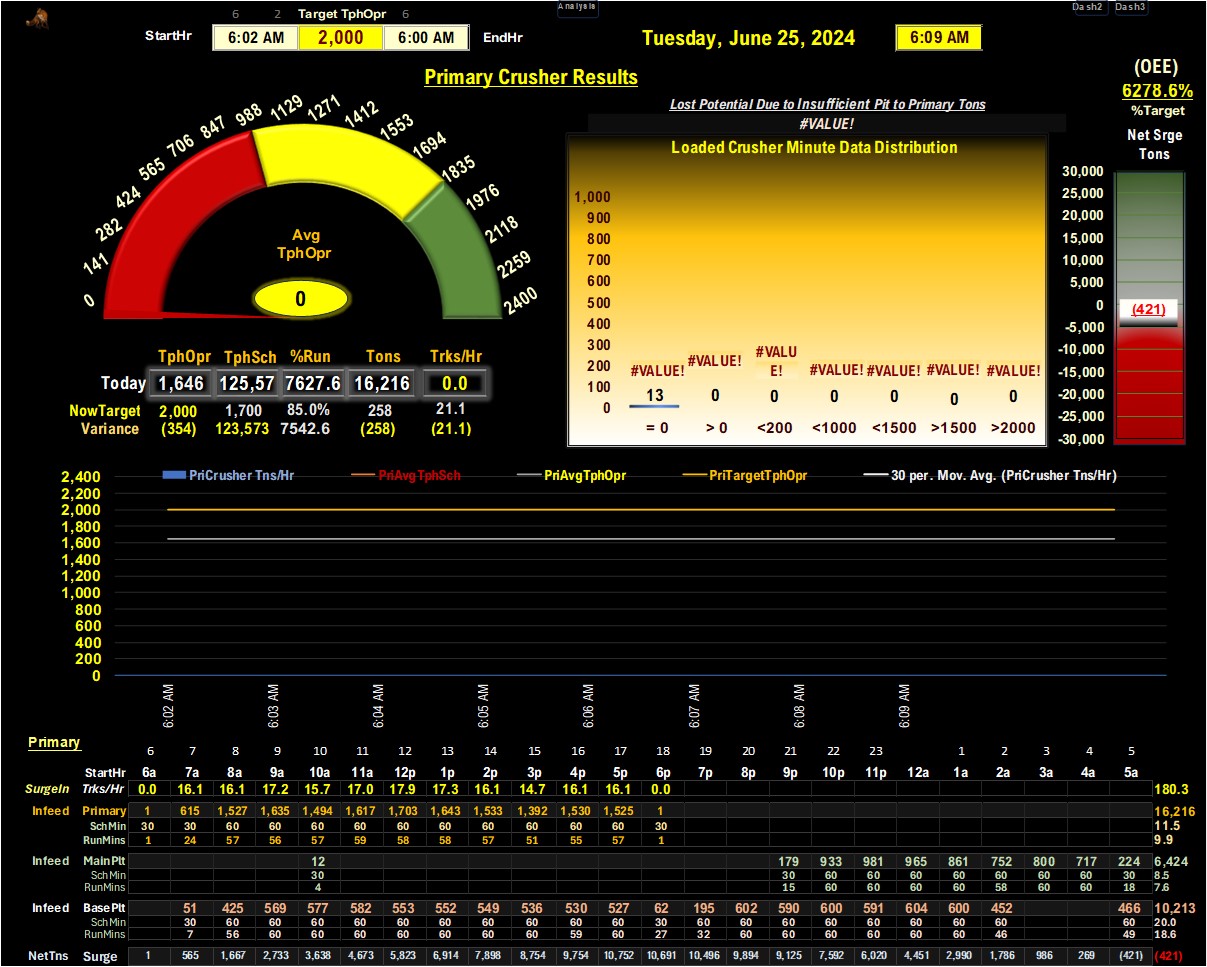 Analysis
Dash2 Dash3
6 2 Target TphOpr 6
StartHr 6:02 AM 2,000 6:00 AM EndHr
Tuesday, June 25, 2024 6:09 AM
Primary Crusher Results
(OEE)
6278.6%
%Target
Net Srge
Tons
Lost Potential Due to Insufficient Pit to Primary Tons
#VALUE!
0 141 282 424 565 706 847 988 1129 1271 1412 1553 1694 1835 1976 2118 2259 2400
Avg
TphOpr
0
Loaded Crusher Minute Data Distribution
1,000
900
800
700
600
500
400
300
200
100
0
#VALUE! #VALUE! #VALU
E! #VALUE! #VALUE! #VALUE! #VALUE!
13 0 0 0 0 0 0
= 0 > 0 <200 <1000 <1500 >1500 >2000
30,000
25,000
20,000
15,000
10,000
5,000
0
-5,000
-10,000
-15,000
-20,000
-25,000
-30,000
(421)
TphOpr TphSch %Run Tons Trks/Hr
Today 1,646 125,57 7627.6 16,216 0.0
NowTarget 2,000 1,700 85.0% 258 21.1
Variance (354) 123,573 7542.6 (258) (21.1)
PriCrusher Tns/Hr PriAvgTphSch PriAvgTphOpr PriTargetTphOpr 30 per. Mov. Avg. (PriCrusher Tns/Hr)
2,400
2,200
2,000
1,800
1,600
1,400
1,200
1,000
800
600
400
200
0
6:02 AM 6:03 AM 6:04 AM 6:05 AM 6:06 AM 6:07 AM 6:08 AM 6:09 AM
Primary
6 7 8 9 10 11 12 13 14 15 16 17 18 19 20 21 22 23 1 2 3 4 5
StartHr 6a 7a 8a 9a 10a 11a 12p 1p 2p 3p 4p 5p 6p 7p 8p 9p 10p 11p 12a 1a 2a 3a 4a 5a
SurgeIn Trks/Hr 0.0 16.1 16.1 17.2 15.7 17.0 17.9 17.3 16.1 14.7 16.1 16.1 0.0 180.3
Infeed Primary 1 615 1,527 1,635 1,494 1,617 1,703 1,643 1,533 1,392 1,530 1,525 1 16,216
SchMin 30 30 60 60 60 60 60 60 60 60 60 60 30 11.5
RunMins 1 24 57 56 57 59 58 58 57 51 55 57 1 9.9
Infeed MainPlt 12 179 933 981 965 861 752 800 717 224 6,424
SchMin 30 30 60 60 60 60 60 60 60 30 8.5
RunMins 4 15 60 60 60 60 58 60 60 18 7.6
Infeed BasePlt 51 425 569 577 582 553 552 549 536 530 527 62 195 602 590 600 591 604 600 452 466 10,213
SchMin 30 60 60 60 60 60 60 60 60 60 60 30 60 60 60 60 60 60 60 60 60 20.0
RunMins 7 56 60 60 60 60 60 60 60 59 60 27 32 60 60 60 60 60 60 46 49 18.6
NetTns Surge 1 565 1,667 2,733 3,638 4,673 5,823 6,914 7,898 8,754 9,754 10,752 10,691 10,496 9,894 9,125 7,592 6,020 4,451 2,990 1,786 986 269 (421) (421)